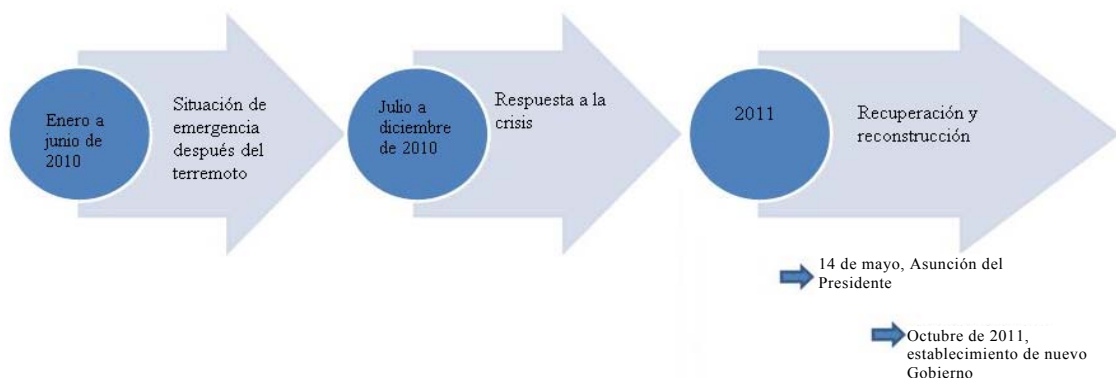 Enero a
junio de
2010
Situación de
emergencia
después del
terremoto
Julio a
diciembre
de 2010
Respuesta a la
crisis
2011
Recuperación y
reconstrucción
14 de mayo, Asunción del
Presidente
Octubre de 2011,
establecimiento de nuevo
Gobierno